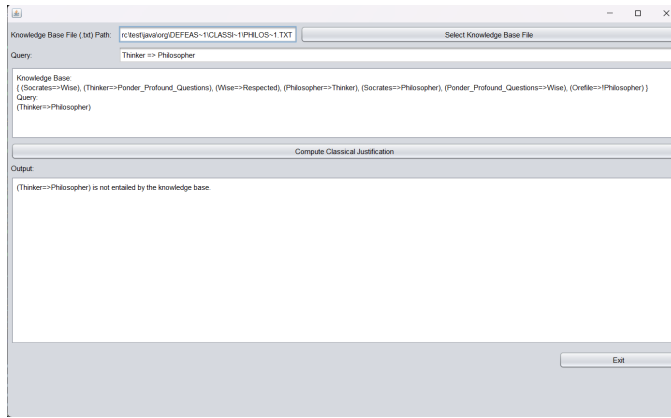 Knowledge Base File (.txt) Path: rc\test\java\org\DEFEAS~1\CLASSI~1\PHILOS~1.TXT Select Knowledge Base File
Query: Thinker => Philosopher
Knowledge Base:
{ (Socrates=>Wise), (Thinker=>Ponder_Profound_Questions), (Wise=>Respected), (Philosopher=>Thinker), (Socrates=>Philosopher), (Ponder_Profound_Questions=>Wise), (Orefile=>!Philosopher) }
Query:
(Thinker=>Philosopher)
Compute Classical Justification
Output:
(Thinker=>Philosopher) is not entailed by the knowledge base.
Exit